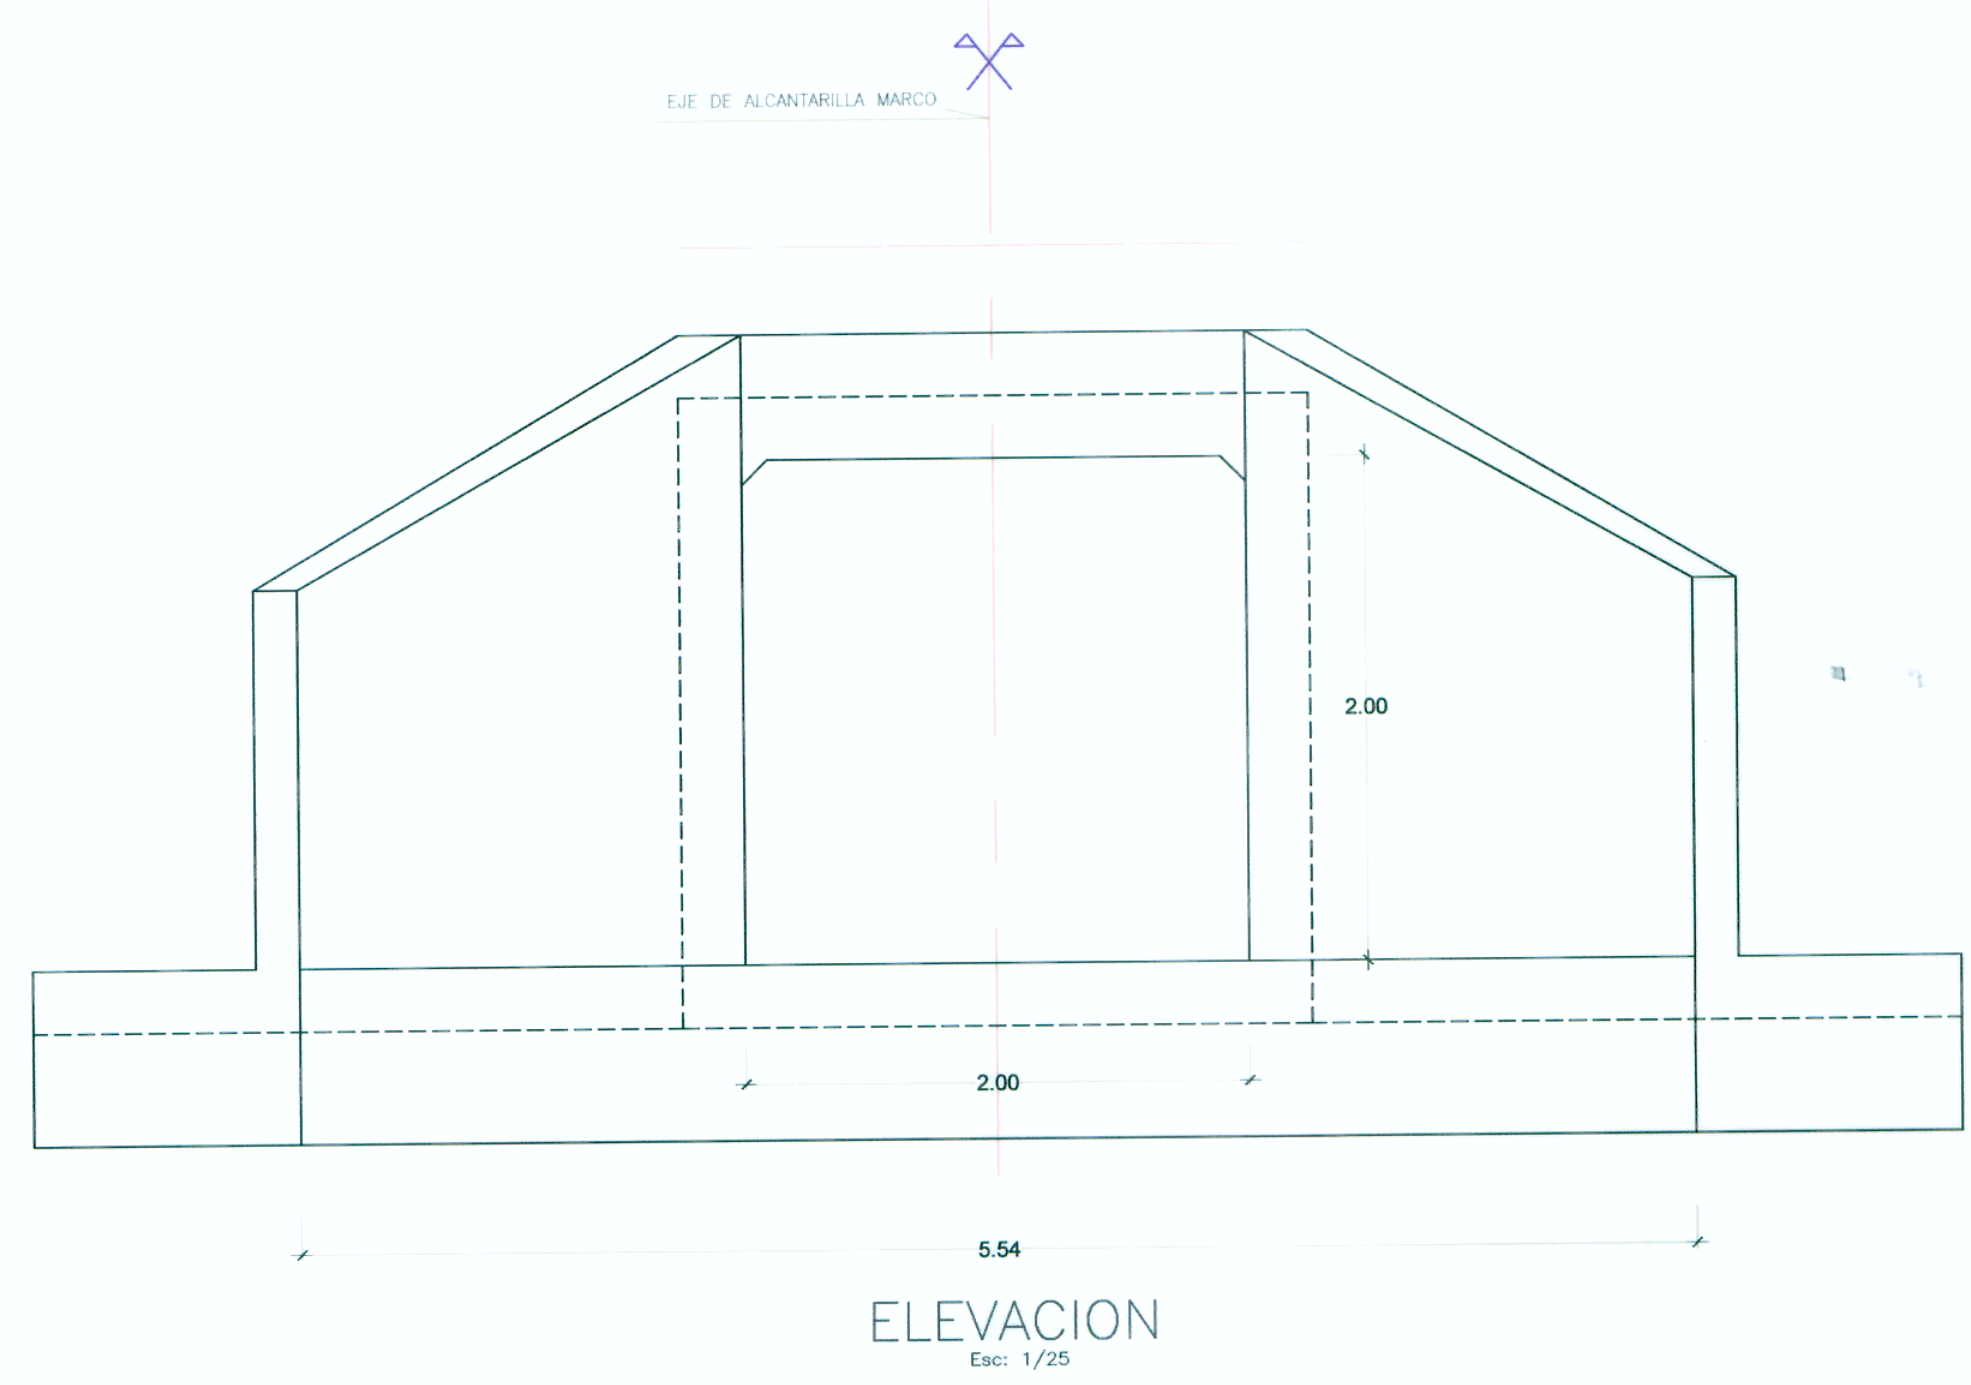 EJE DE ALCANTARILLA MARCO
2.00
2.00
5.54
ELEVACION
Esc: 1/25